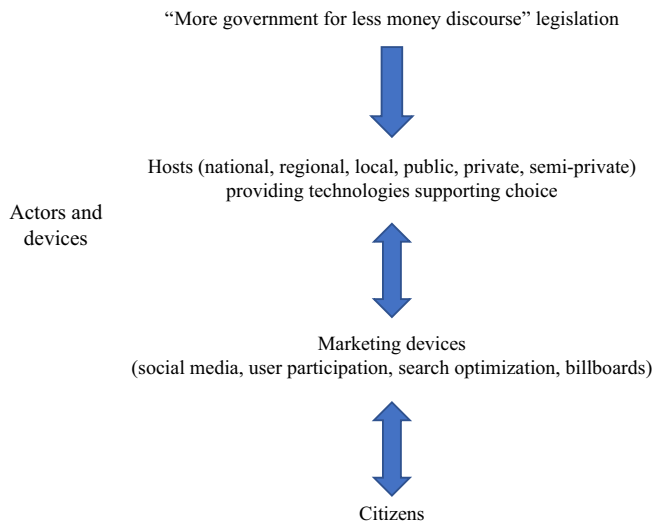 “More government for less money discourse” legislation
Hosts (national, regional, local, public, private, semi-private)
providing technologies supporting choice
Actors and
devices
Marketing devices
(social media, user participation, search optimization, billboards)
Citizens